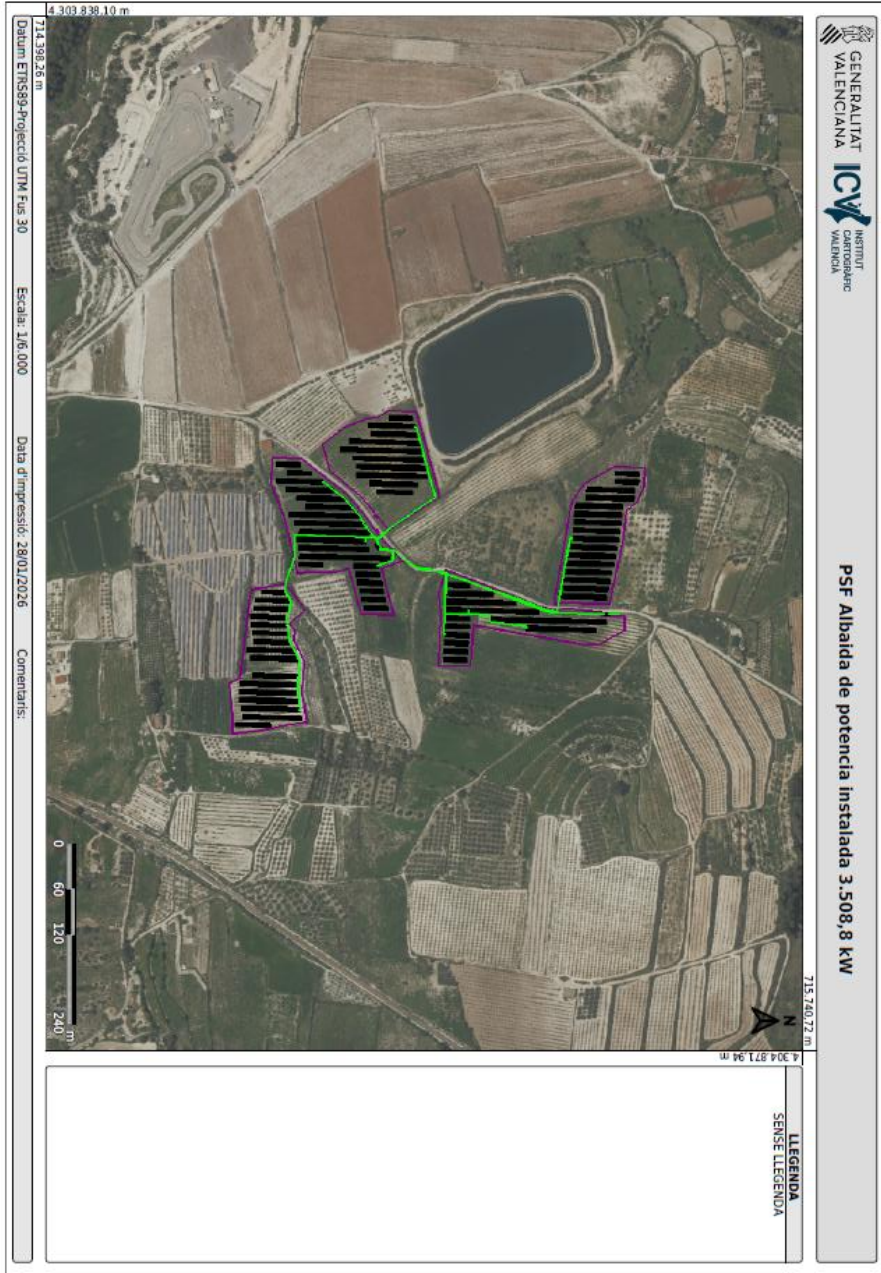 GENERALITAT
VALENCIANA
ICV
INSTITUT
CARTOGRÀFIC
VALENCIÀ
PSF Albaida de potencia instalada 3.508,8 kW
715.740,72 m
4.304.871,94 m
N
LLEGENDA
SENSE LLEGENDA
0 60 120 240 m
4.303.838,10 m
714.398,26 m
Datum ETRS89-Projecció UTM Fus 30 Escala: 1/6.000 Data d'impressió: 28/01/2026 Comentaris: